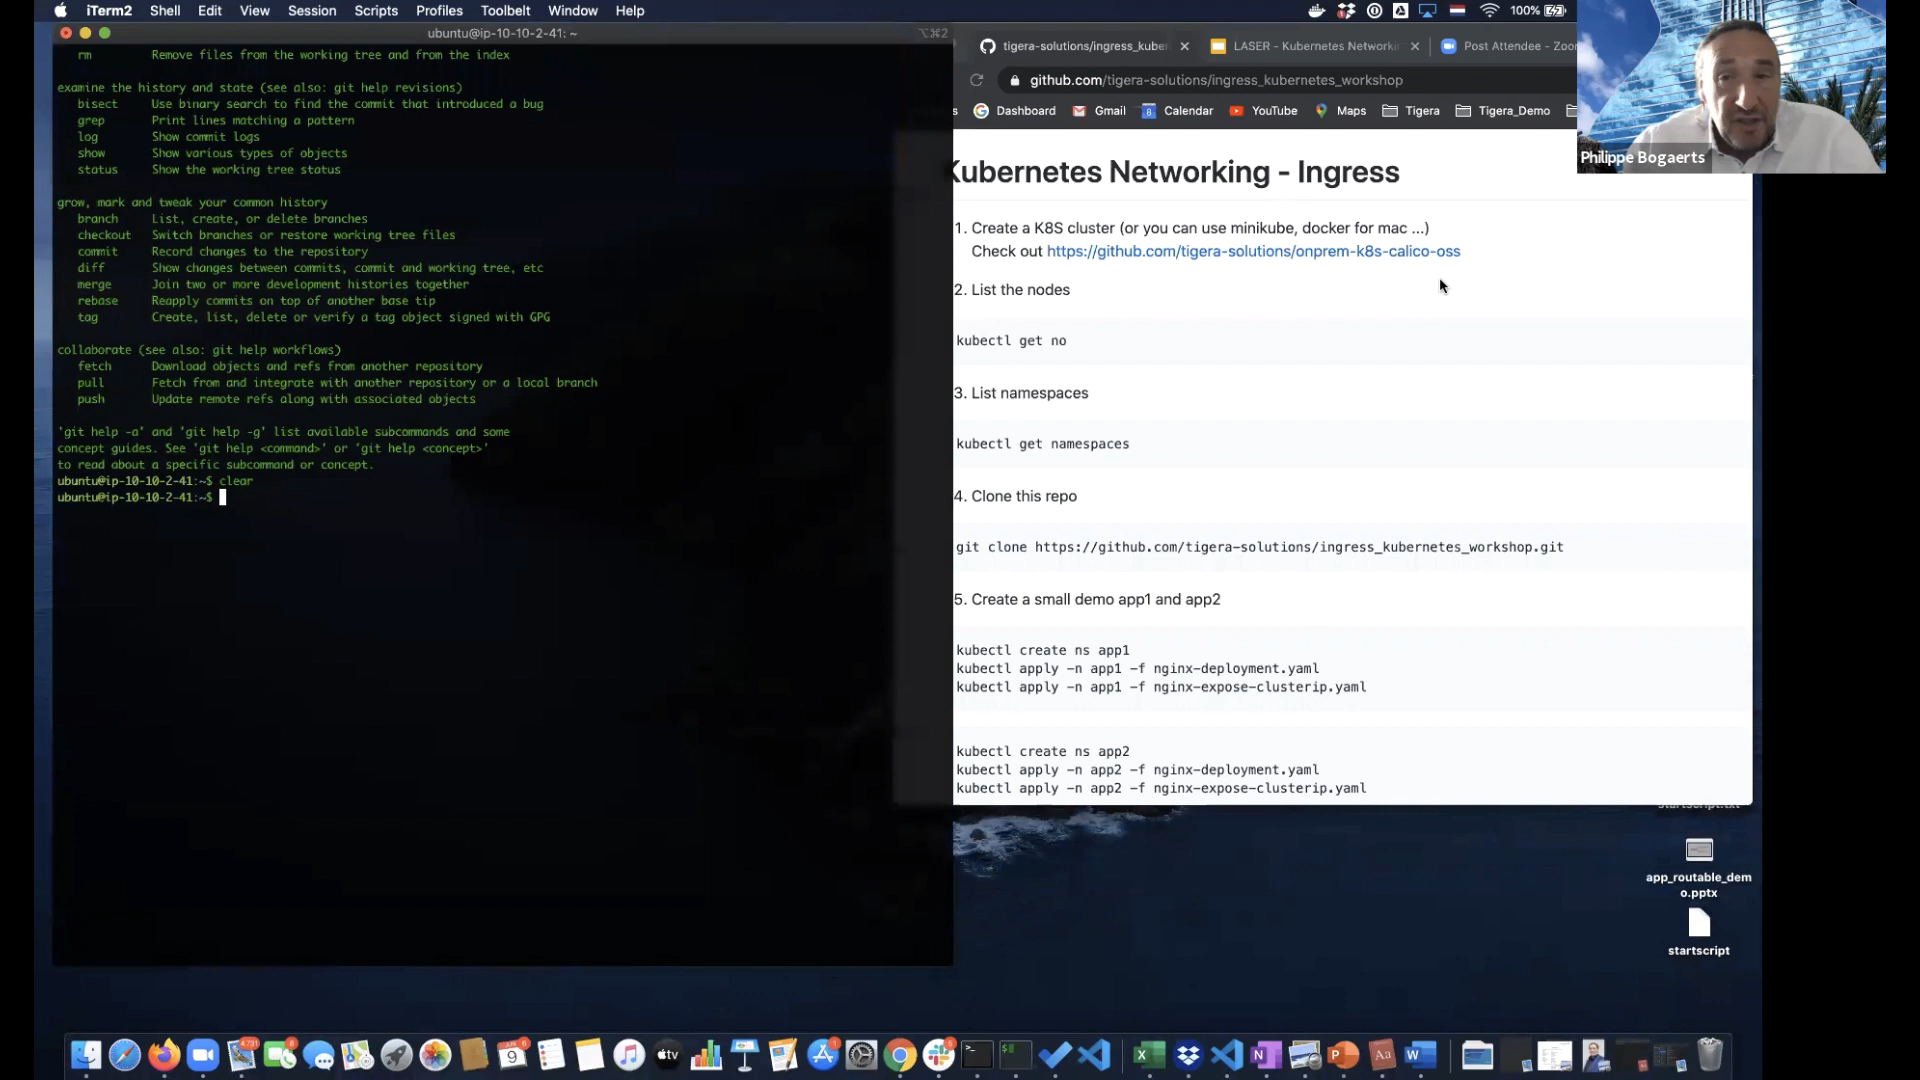 iTerm2 Shell Edit View Session Scripts Profiles Toolbelt Window Help
100%
ubuntu@ip-10-10-2-41: ~
⌥⌘2
rm Remove files from the working tree and from the index
examine the history and state (see also: git help revisions)
bisect Use binary search to find the commit that introduced a bug
grep Print lines matching a pattern
log Show commit logs
show Show various types of objects
status Show the working tree status
grow, mark and tweak your common history
branch List, create, or delete branches
checkout Switch branches or restore working tree files
commit Record changes to the repository
diff Show changes between commits, commit and working tree, etc
merge Join two or more development histories together
rebase Reapply commits on top of another base tip
tag Create, list, delete or verify a tag object signed with GPG
collaborate (see also: git help workflows)
fetch Download objects and refs from another repository
pull Fetch from and integrate with another repository or a local branch
push Update remote refs along with associated objects
'git help -a' and 'git help -g' list available subcommands and some
concept guides. See 'git help <command>' or 'git help <concept>'
to read about a specific subcommand or concept.
ubuntu@ip-10-10-2-41:~$ clear
ubuntu@ip-10-10-2-41:~$
tigera-solutions/ingress_kuber
LASER - Kubernetes Networkin
Post Attendee - Zoom
github.com/tigera-solutions/ingress_kubernetes_workshop
s Dashboard Gmail 8 Calendar YouTube Maps Tigera Tigera_Demo
Philippe Bogaerts
Kubernetes Networking - Ingress
1. Create a K8S cluster (or you can use minikube, docker for mac ...)
Check out https://github.com/tigera-solutions/onprem-k8s-calico-oss
2. List the nodes
kubectl get no
3. List namespaces
kubectl get namespaces
4. Clone this repo
git clone https://github.com/tigera-solutions/ingress_kubernetes_workshop.git
5. Create a small demo app1 and app2
kubectl create ns app1
kubectl apply -n app1 -f nginx-deployment.yaml
kubectl apply -n app1 -f nginx-expose-clusterip.yaml
kubectl create ns app2
kubectl apply -n app2 -f nginx-deployment.yaml
kubectl apply -n app2 -f nginx-expose-clusterip.yaml
startscript.txt
app_routable_dem
o.pptx
startscript
9
tv